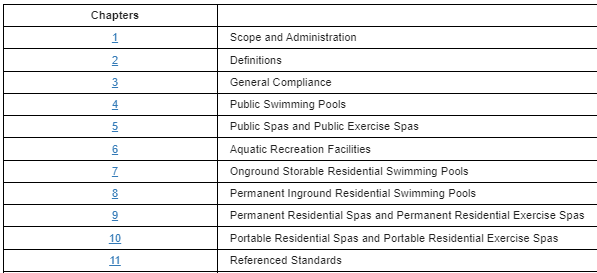 Chapters
1 Scope and Administration
2 Definitions
3 General Compliance
4 Public Swimming Pools
5 Public Spas and Public Exercise Spas
6 Aquatic Recreation Facilities
7 Onground Storable Residential Swimming Pools
8 Permanent Inground Residential Swimming Pools
9 Permanent Residential Spas and Permanent Residential Exercise Spas
10 Portable Residential Spas and Portable Residential Exercise Spas
11 Referenced Standards